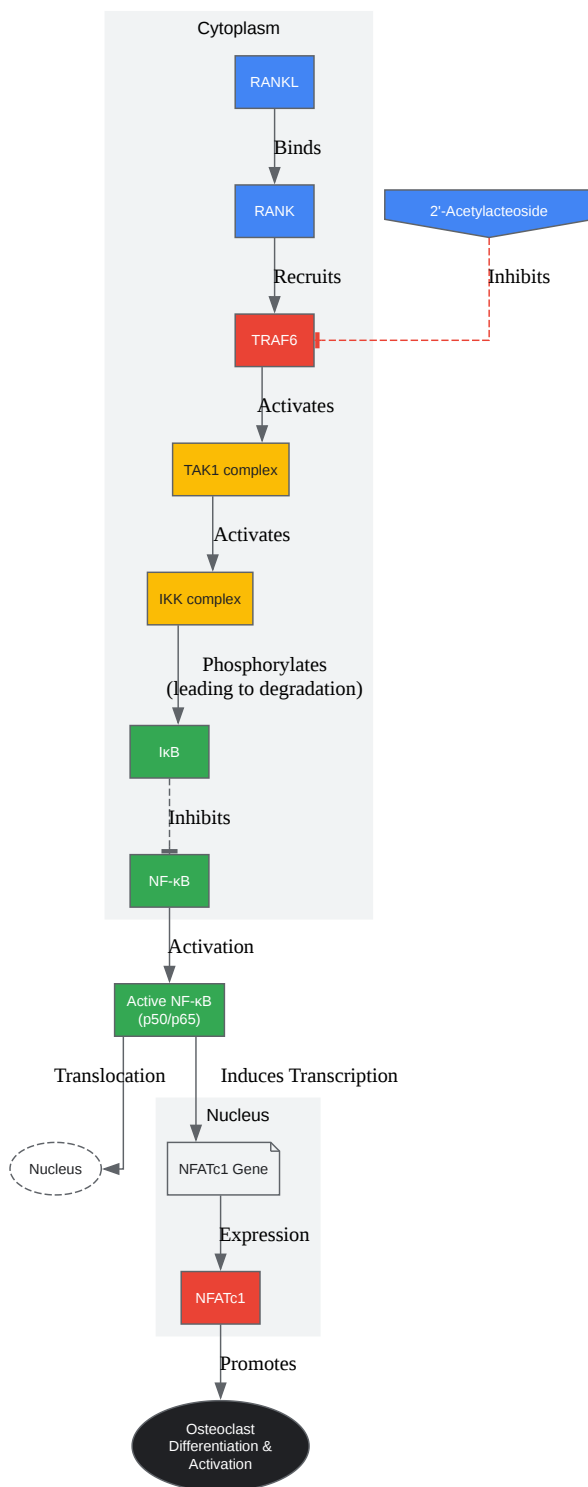 Cytoplasm
RANKL
Binds
RANK
2'-Acetylacteoside
Recruits
Inhibits
TRAF6
Activates
TAK1 complex
Activates
IKK complex
Phosphorylates
(leading to degradation)
IκB
Inhibits
NF-κB
Activation
Active NF-κB
(p50/p65)
Translocation
Induces Transcription
Nucleus
Nucleus
NFATc1 Gene
Expression
NFATc1
Promotes
Osteoclast
Differentiation &
Activation